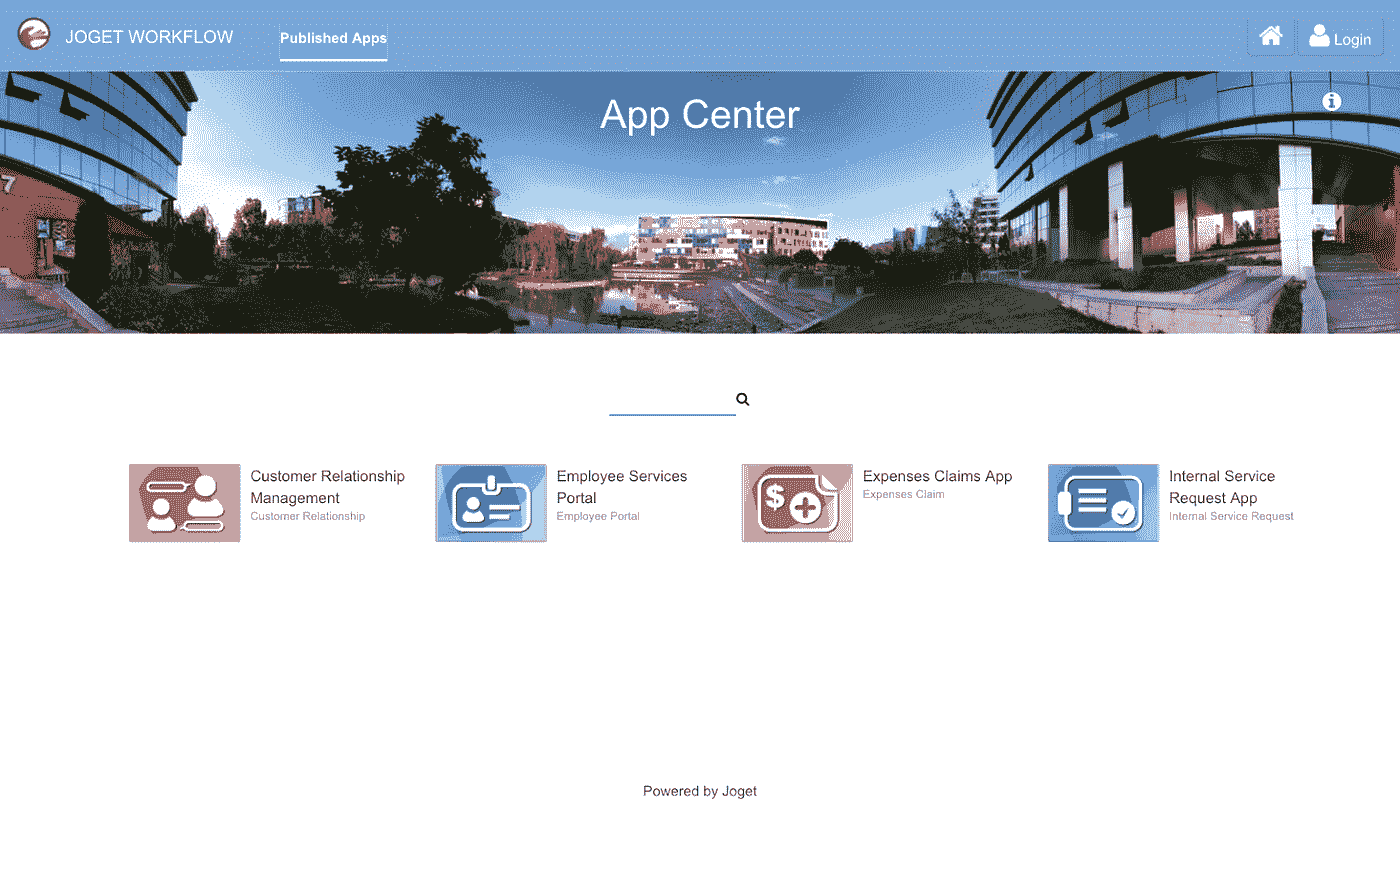 JOGET WORKFLOW
Published Apps
Login
App Center
7
Customer Relationship
Management
Customer Relationship
Employee Services
Portal
Employee Portal
$
Expenses Claims App
Expenses Claim
Internal Service
Request App
Internal Service Request
Powered by Joget